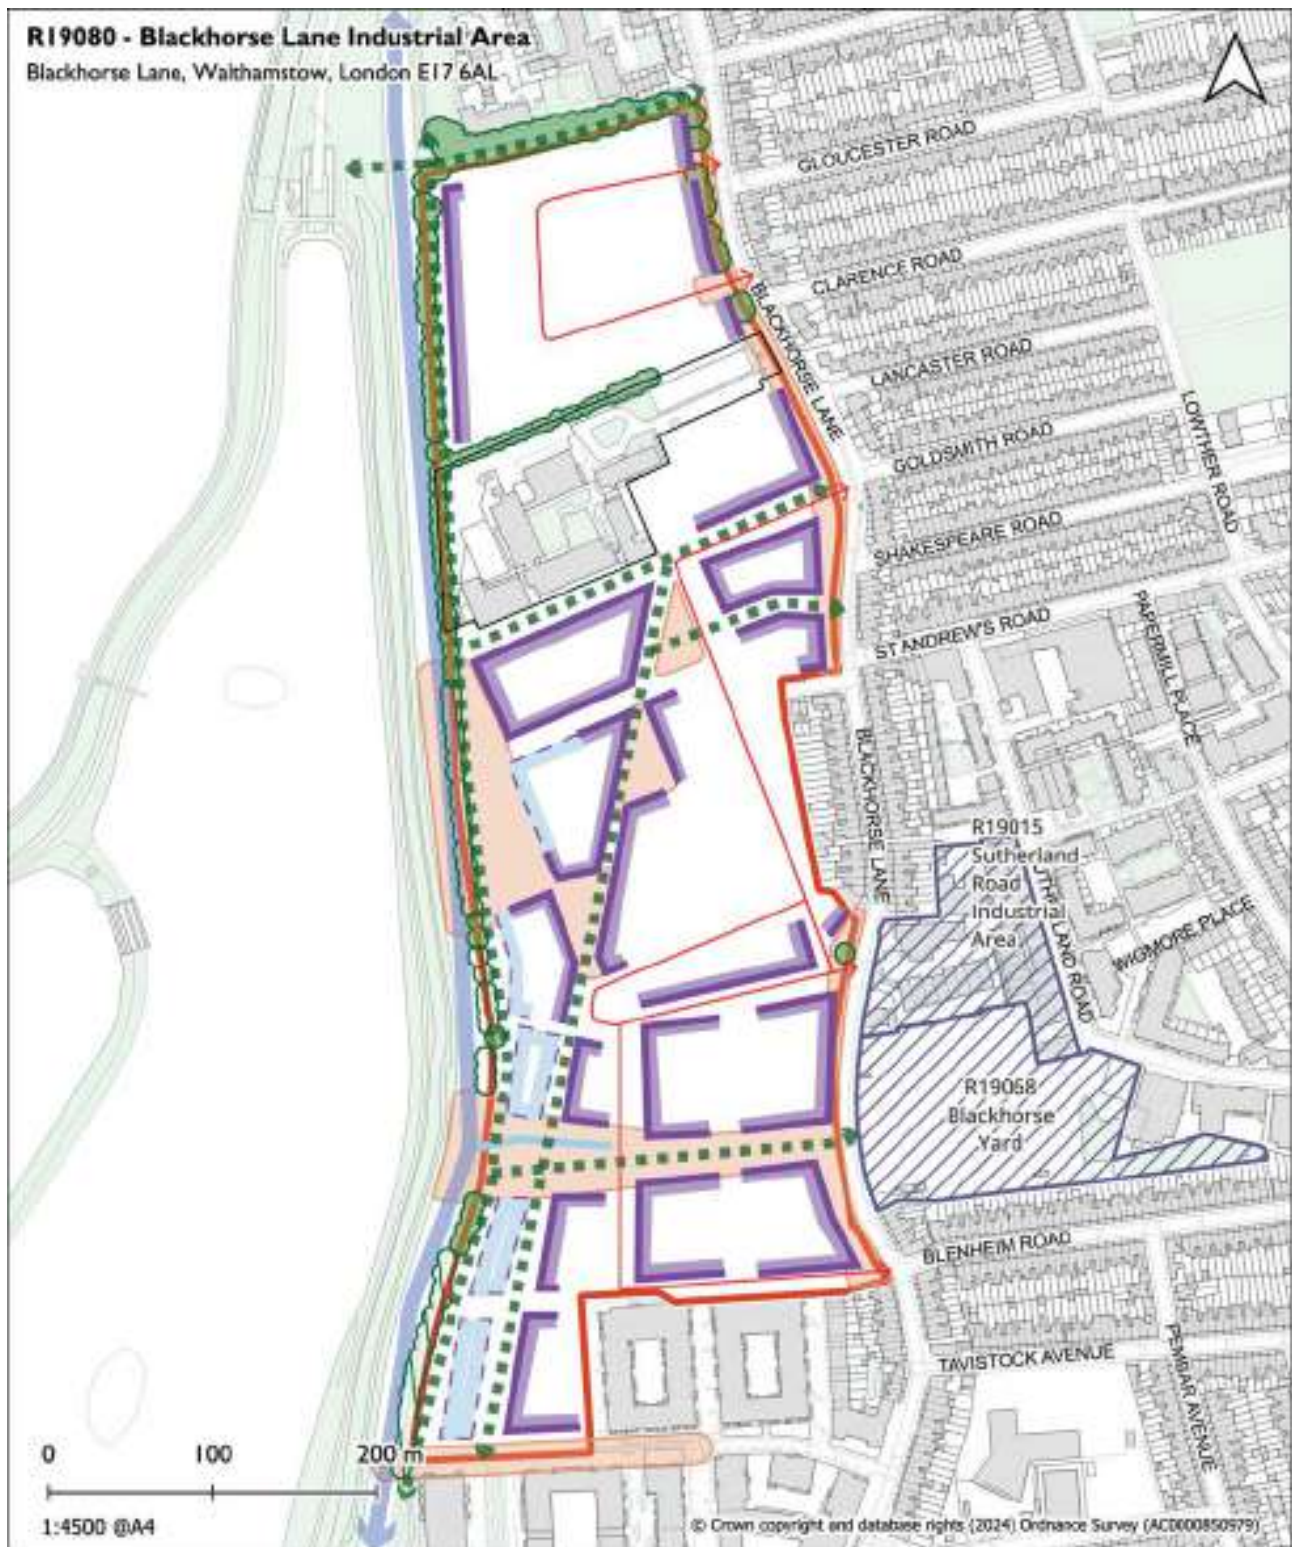 R19080 - Blackhorse Lane Industrial Area
Blackhorse Lane, Walthamstow, London E17 6AL
GLOUCESTER ROAD
CLARENCE ROAD
BLACKHORSE LANE
LANCASTER ROAD
GOLDSMITH ROAD
LOWTHER ROAD
SHAKESPEARE ROAD
ST ANDREW'S ROAD
PAPERMILL PLACE
BLACKHORSE LANE
R19015
Sutherland
Road
Industrial
Area
SUTHERLAND ROAD
WIGMORE PLACE
R19068
Blackhorse
Yard
BLENHEIM ROAD
TAVISTOCK AVENUE
PEMBAR AVENUE
0 100 200 m
1:4500 @A4
© Crown copyright and database rights (2024) Ordnance Survey (AC0000850979)